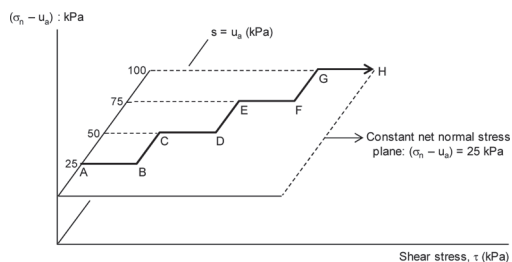 (σₙ – uₐ) : kPa
s = uₐ (kPa)
100
G
H
75
E
F
50
C
D
25
A
B
Constant net normal stress
plane: (σₙ – uₐ) = 25 kPa
Shear stress, τ (kPa)